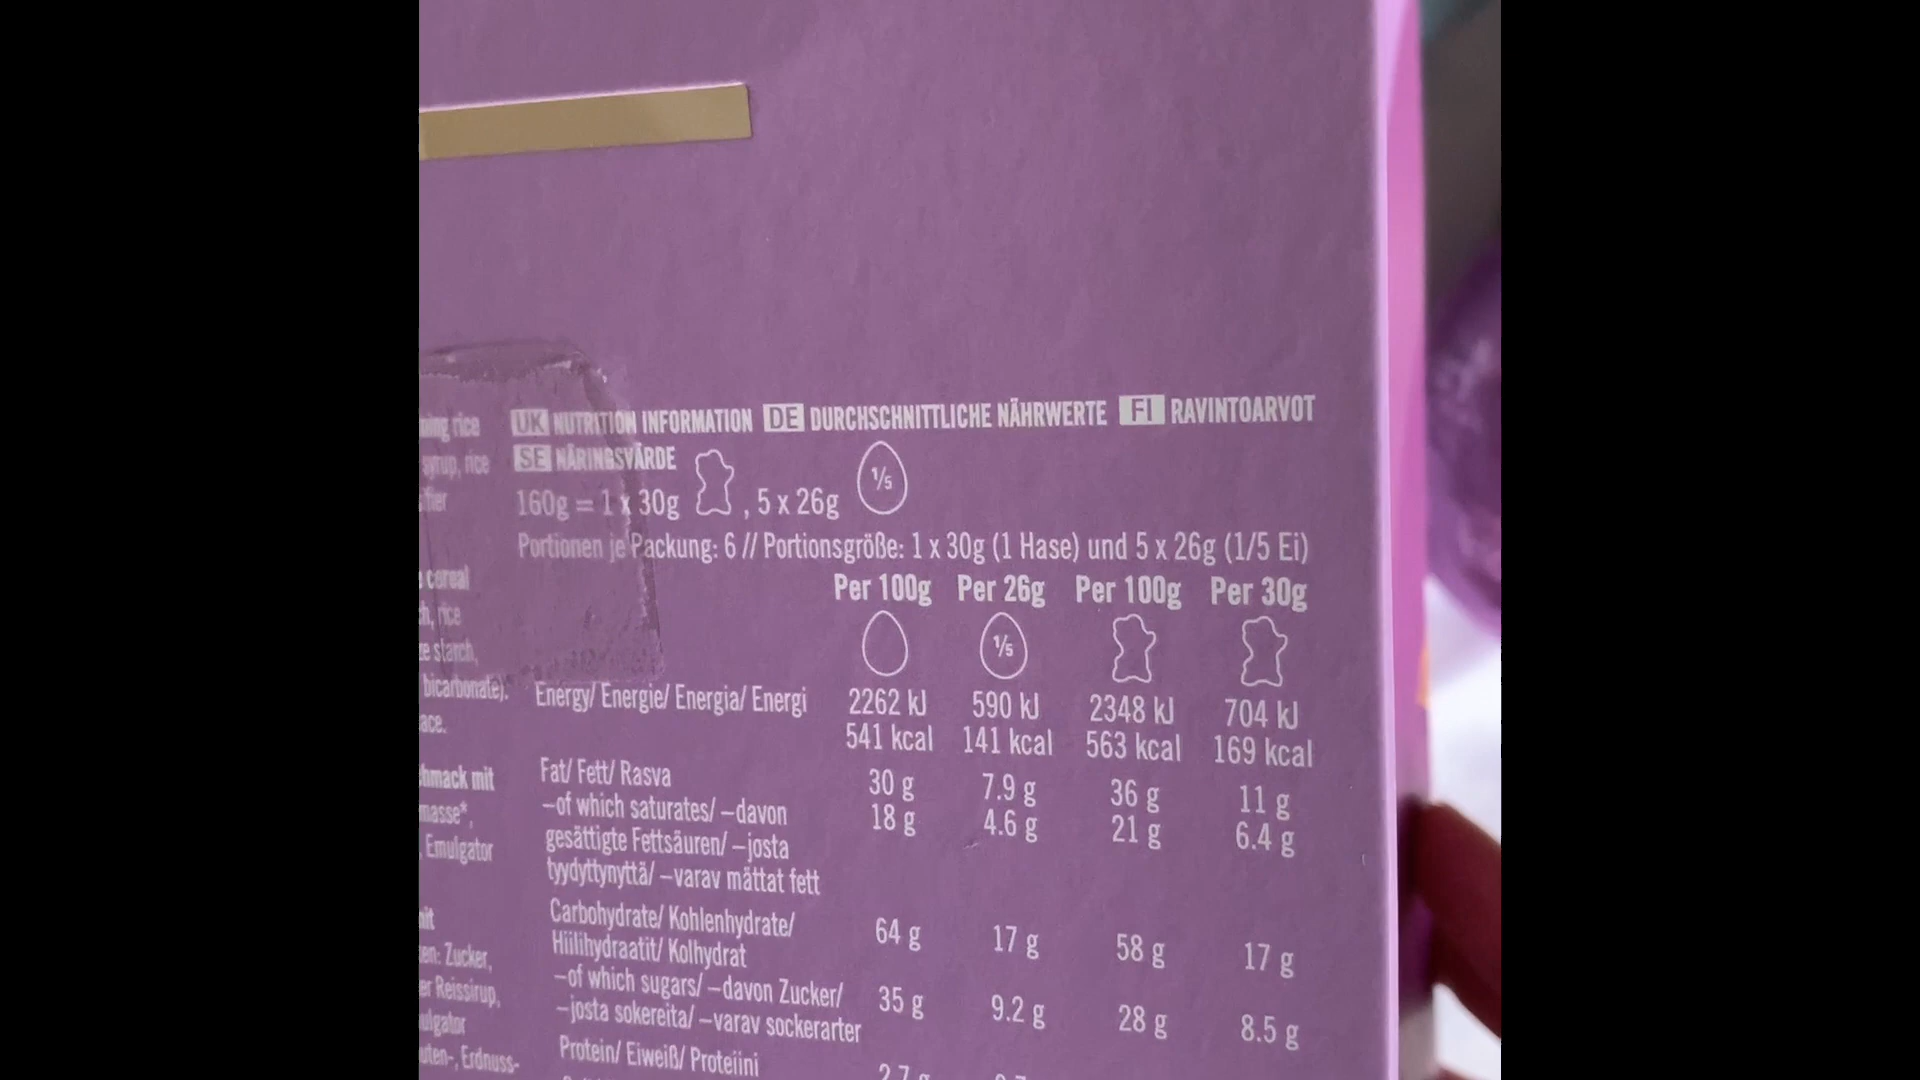 ming rice
syrup, rice
UK NUTRITION INFORMATION DE DURCHSCHNITTLICHE NÄHRWERTE FI RAVINTOARVOT
SE NÄRINGSVÄRDE
160g = 1 x 30g , 5 x 26g 1/5
Portionen je Packung: 6 // Portionsgröße: 1 x 30g (1 Hase) und 5 x 26g (1/5 Ei)
cereal
rice
starch,
bicarbonate).
Per 100g Per 26g Per 100g Per 30g
1/5
Energy/ Energie/ Energia/ Energi 2262 kJ 590 kJ 2348 kJ 704 kJ
541 kcal 141 kcal 563 kcal 169 kcal
Fat/ Fett/ Rasva 30 g 7.9 g 36 g 11 g
–of which saturates/ –davon 18 g 4.6 g 21 g 6.4 g
gesättigte Fettsäuren/ –josta
tyydyttynyttä/ –varav mättat fett
Carbohydrate/ Kohlenhydrate/ 64 g 17 g 58 g 17 g
Hiilihydraatit/ Kolhydrat
–of which sugars/ –davon Zucker/ 35 g 9.2 g 28 g 8.5 g
–josta sokereita/ –varav sockerarter
Protein/ Eiweiß/ Proteiini
hmack mit
masse*,
Emulgator
en: Zucker,
er Reissirup,
ulgator
uten-, Erdnuss-